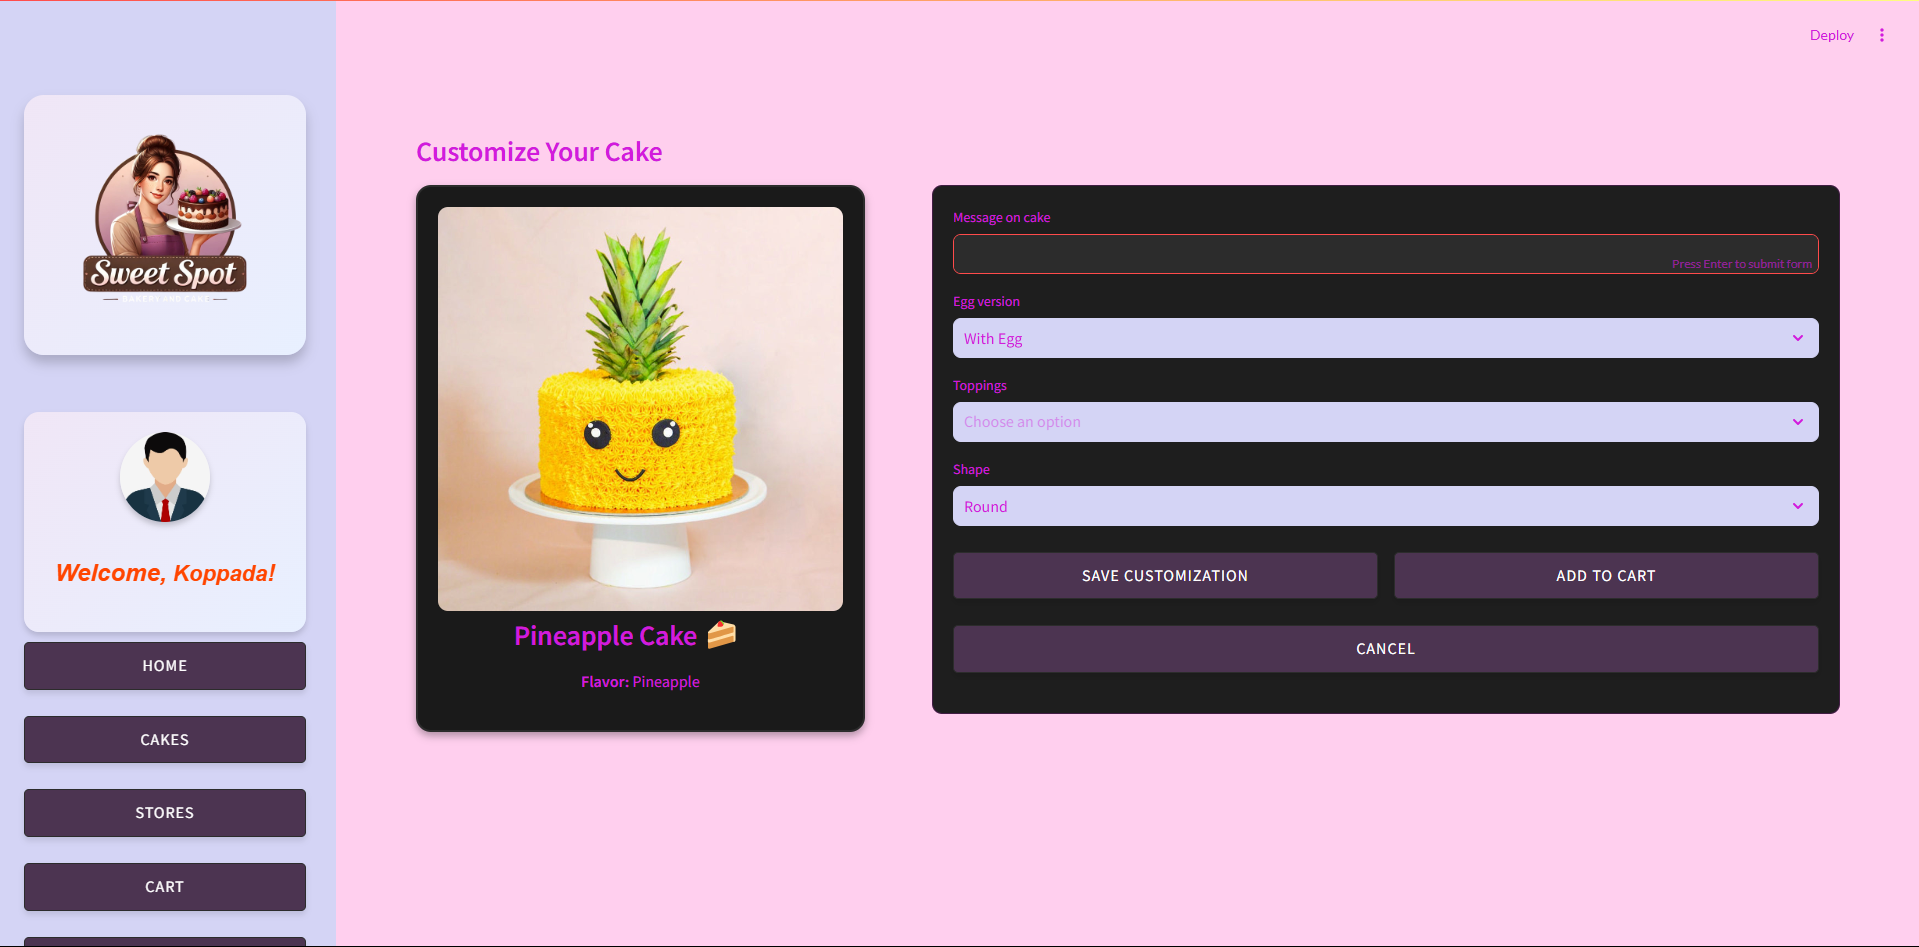 Deploy
Sweet Spot
BAKERY AND CAKE
Welcome, Koppada!
HOME
CAKES
STORES
CART
Customize Your Cake
Pineapple Cake
Flavor: Pineapple
Message on cake
Press Enter to submit form
Egg version
With Egg
Toppings
Choose an option
Shape
Round
SAVE CUSTOMIZATION
ADD TO CART
CANCEL